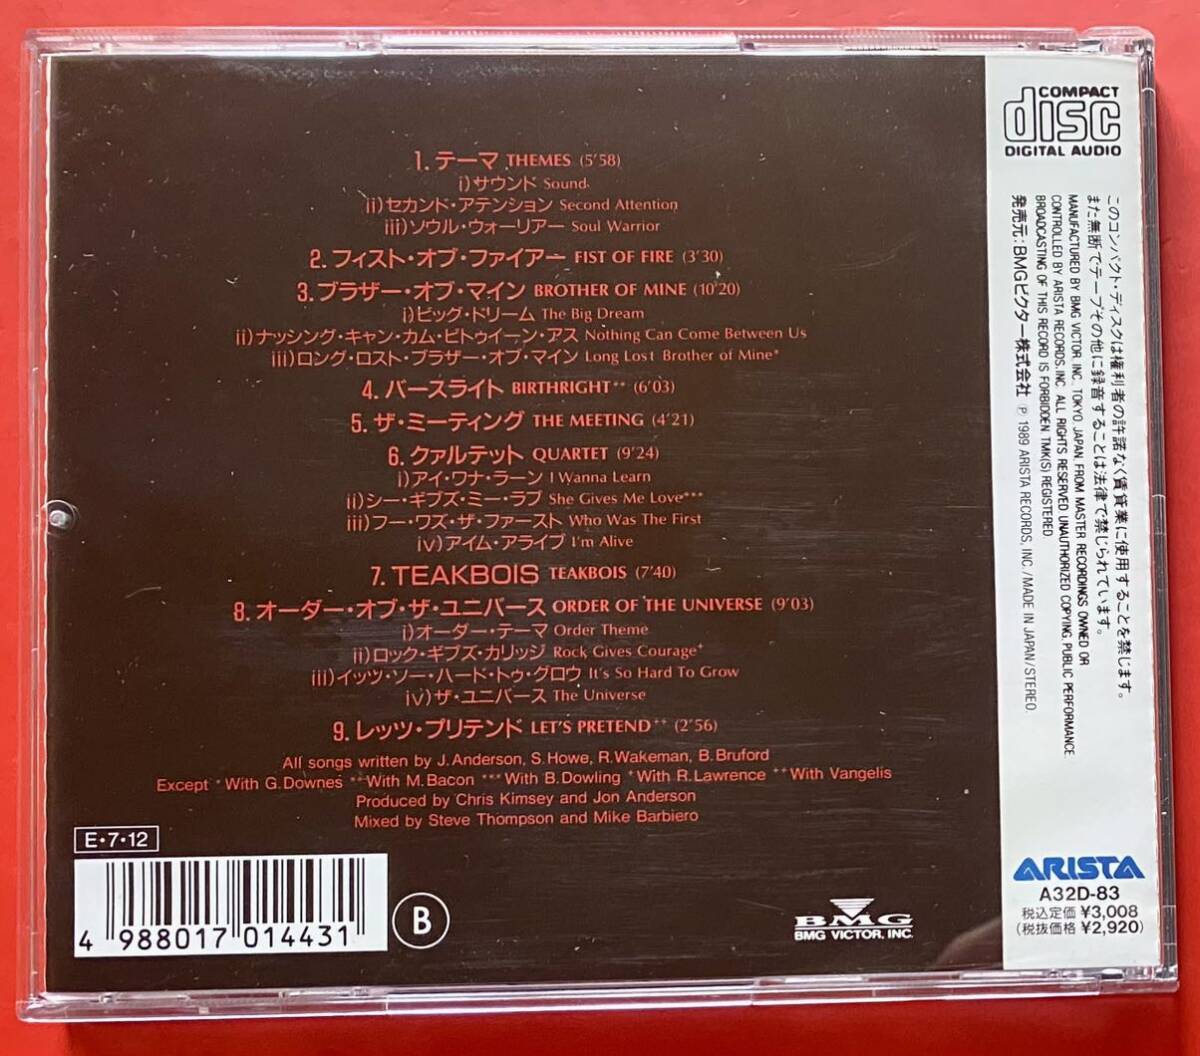 1. テーマ THEMES (5'58)
i)サウンド Sound
ii)セカンド・アテンション Second Attention
iii)ソウル・ウォーリアー Soul Warrior
2. フィスト・オブ・ファイアー FIST OF FIRE (3'30)
3. ブラザー・オブ・マイン BROTHER OF MINE (10'20)
i)ビッグ・ドリーム The Big Dream
ii)ナッシング・キャン・カム・ビトゥイーン・アス Nothing Can Come Between Us
iii)ロング・ロスト・ブラザー・オブ・マイン Long Lost Brother of Mine*
4. バースライト BIRTHRIGHT** (6'03)
5. ザ・ミーティング THE MEETING (4'21)
6. クァルテット QUARTET (9'24)
i)アイ・ワナ・ラーン I Wanna Learn
ii)シー・ギブズ・ミー・ラブ She Gives Me Love***
iii)フー・ワズ・ザ・ファースト Who Was The First
iv)アイム・アライブ I'm Alive
7. TEAKBOIS TEAKBOIS (7'40)
8. オーダー・オブ・ザ・ユニバース ORDER OF THE UNIVERSE (9'03)
i)オーダー・テーマ Order Theme
ii)ロック・ギブズ・カリッジ Rock Gives Courage+
iii)イッツ・ソー・ハード・トゥ・グロウ It's So Hard To Grow
iv)ザ・ユニバース The Universe
9. レッツ・プリテンド LET'S PRETEND++ (2'56)
All songs written by J. Anderson, S. Howe, R. Wakeman, B. Bruford
Except *With G. Downes **With M. Bacon ***With B. Dowling +With R. Lawrence ++With Vangelis
Produced by Chris Kimsey and Jon Anderson
Mixed by Steve Thompson and Mike Barbiero
E・7・12
4 988017 014431
B
BMG
BMG VICTOR, INC.
COMPACT
disc
DIGITAL AUDIO
このコンパクト・ディスクは権利者の許諾なく賃貸業に使用することを禁じます。
また無断でテープその他に録音することは法律で禁じられています。
MANUFACTURED BY BMG VICTOR, INC., TOKYO, JAPAN. FROM MASTER RECORDINGS OWNED OR
CONTROLLED BY ARISTA RECORDS, INC. ALL RIGHTS RESERVED. UNAUTHORIZED COPYING, PUBLIC PERFORMANCE.
BROADCASTING OF THIS RECORD IS FORBIDDEN. TMK(S) REGISTERED.
発売元:BMGビクター株式会社 ℗ 1989 ARISTA RECORDS, INC./MADE IN JAPAN/STEREO
ARISTA
A32D-83
税込定価 ¥3,008
(税抜価格 ¥2,920)